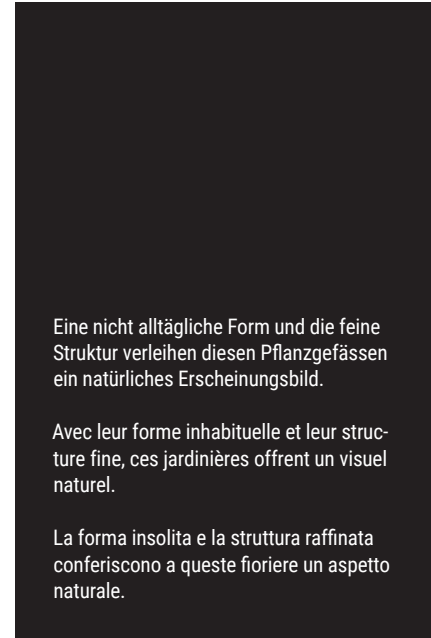 Eine nicht alltägliche Form und die feine
Struktur verleihen diesen Pflanzgefässen
ein natürliches Erscheinungsbild.
Avec leur forme inhabituelle et leur struc-
ture fine, ces jardinières offrent un visuel
naturel.
La forma insolita e la struttura raffinata
conferiscono a queste fioriere un aspetto
naturale.